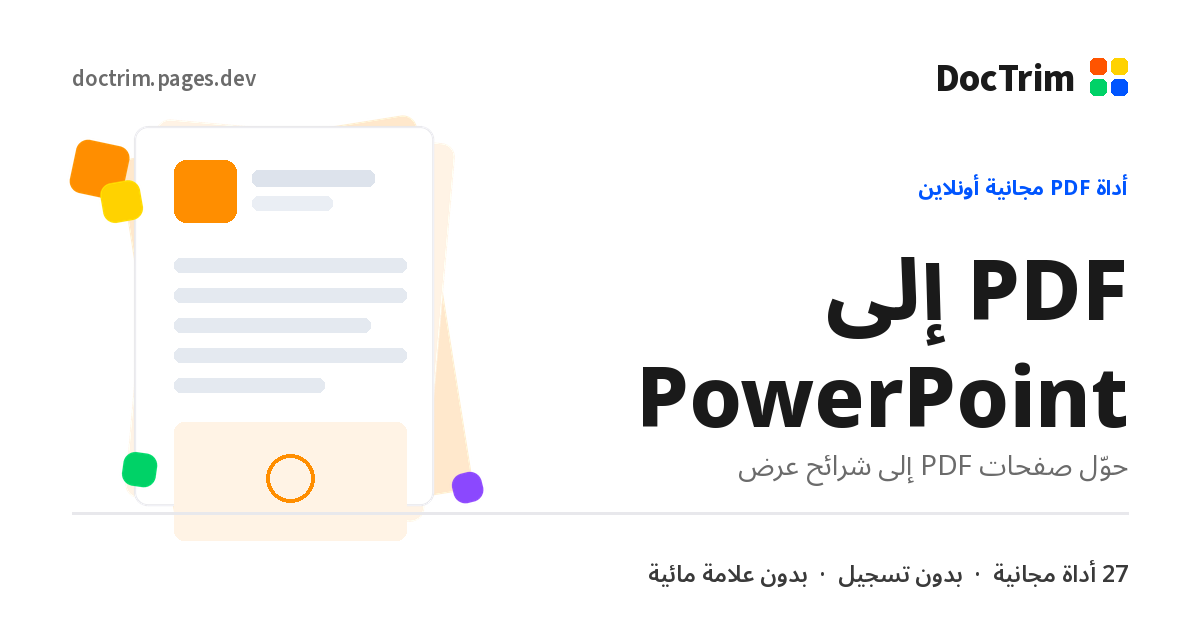 DocTrim
doctrim.pages.dev
أداة PDF مجانية أونلاين
PDF إلى
PowerPoint
حوّل صفحات PDF إلى شرائح عرض
27 أداة مجانية · بدون تسجيل · بدون علامة مائية